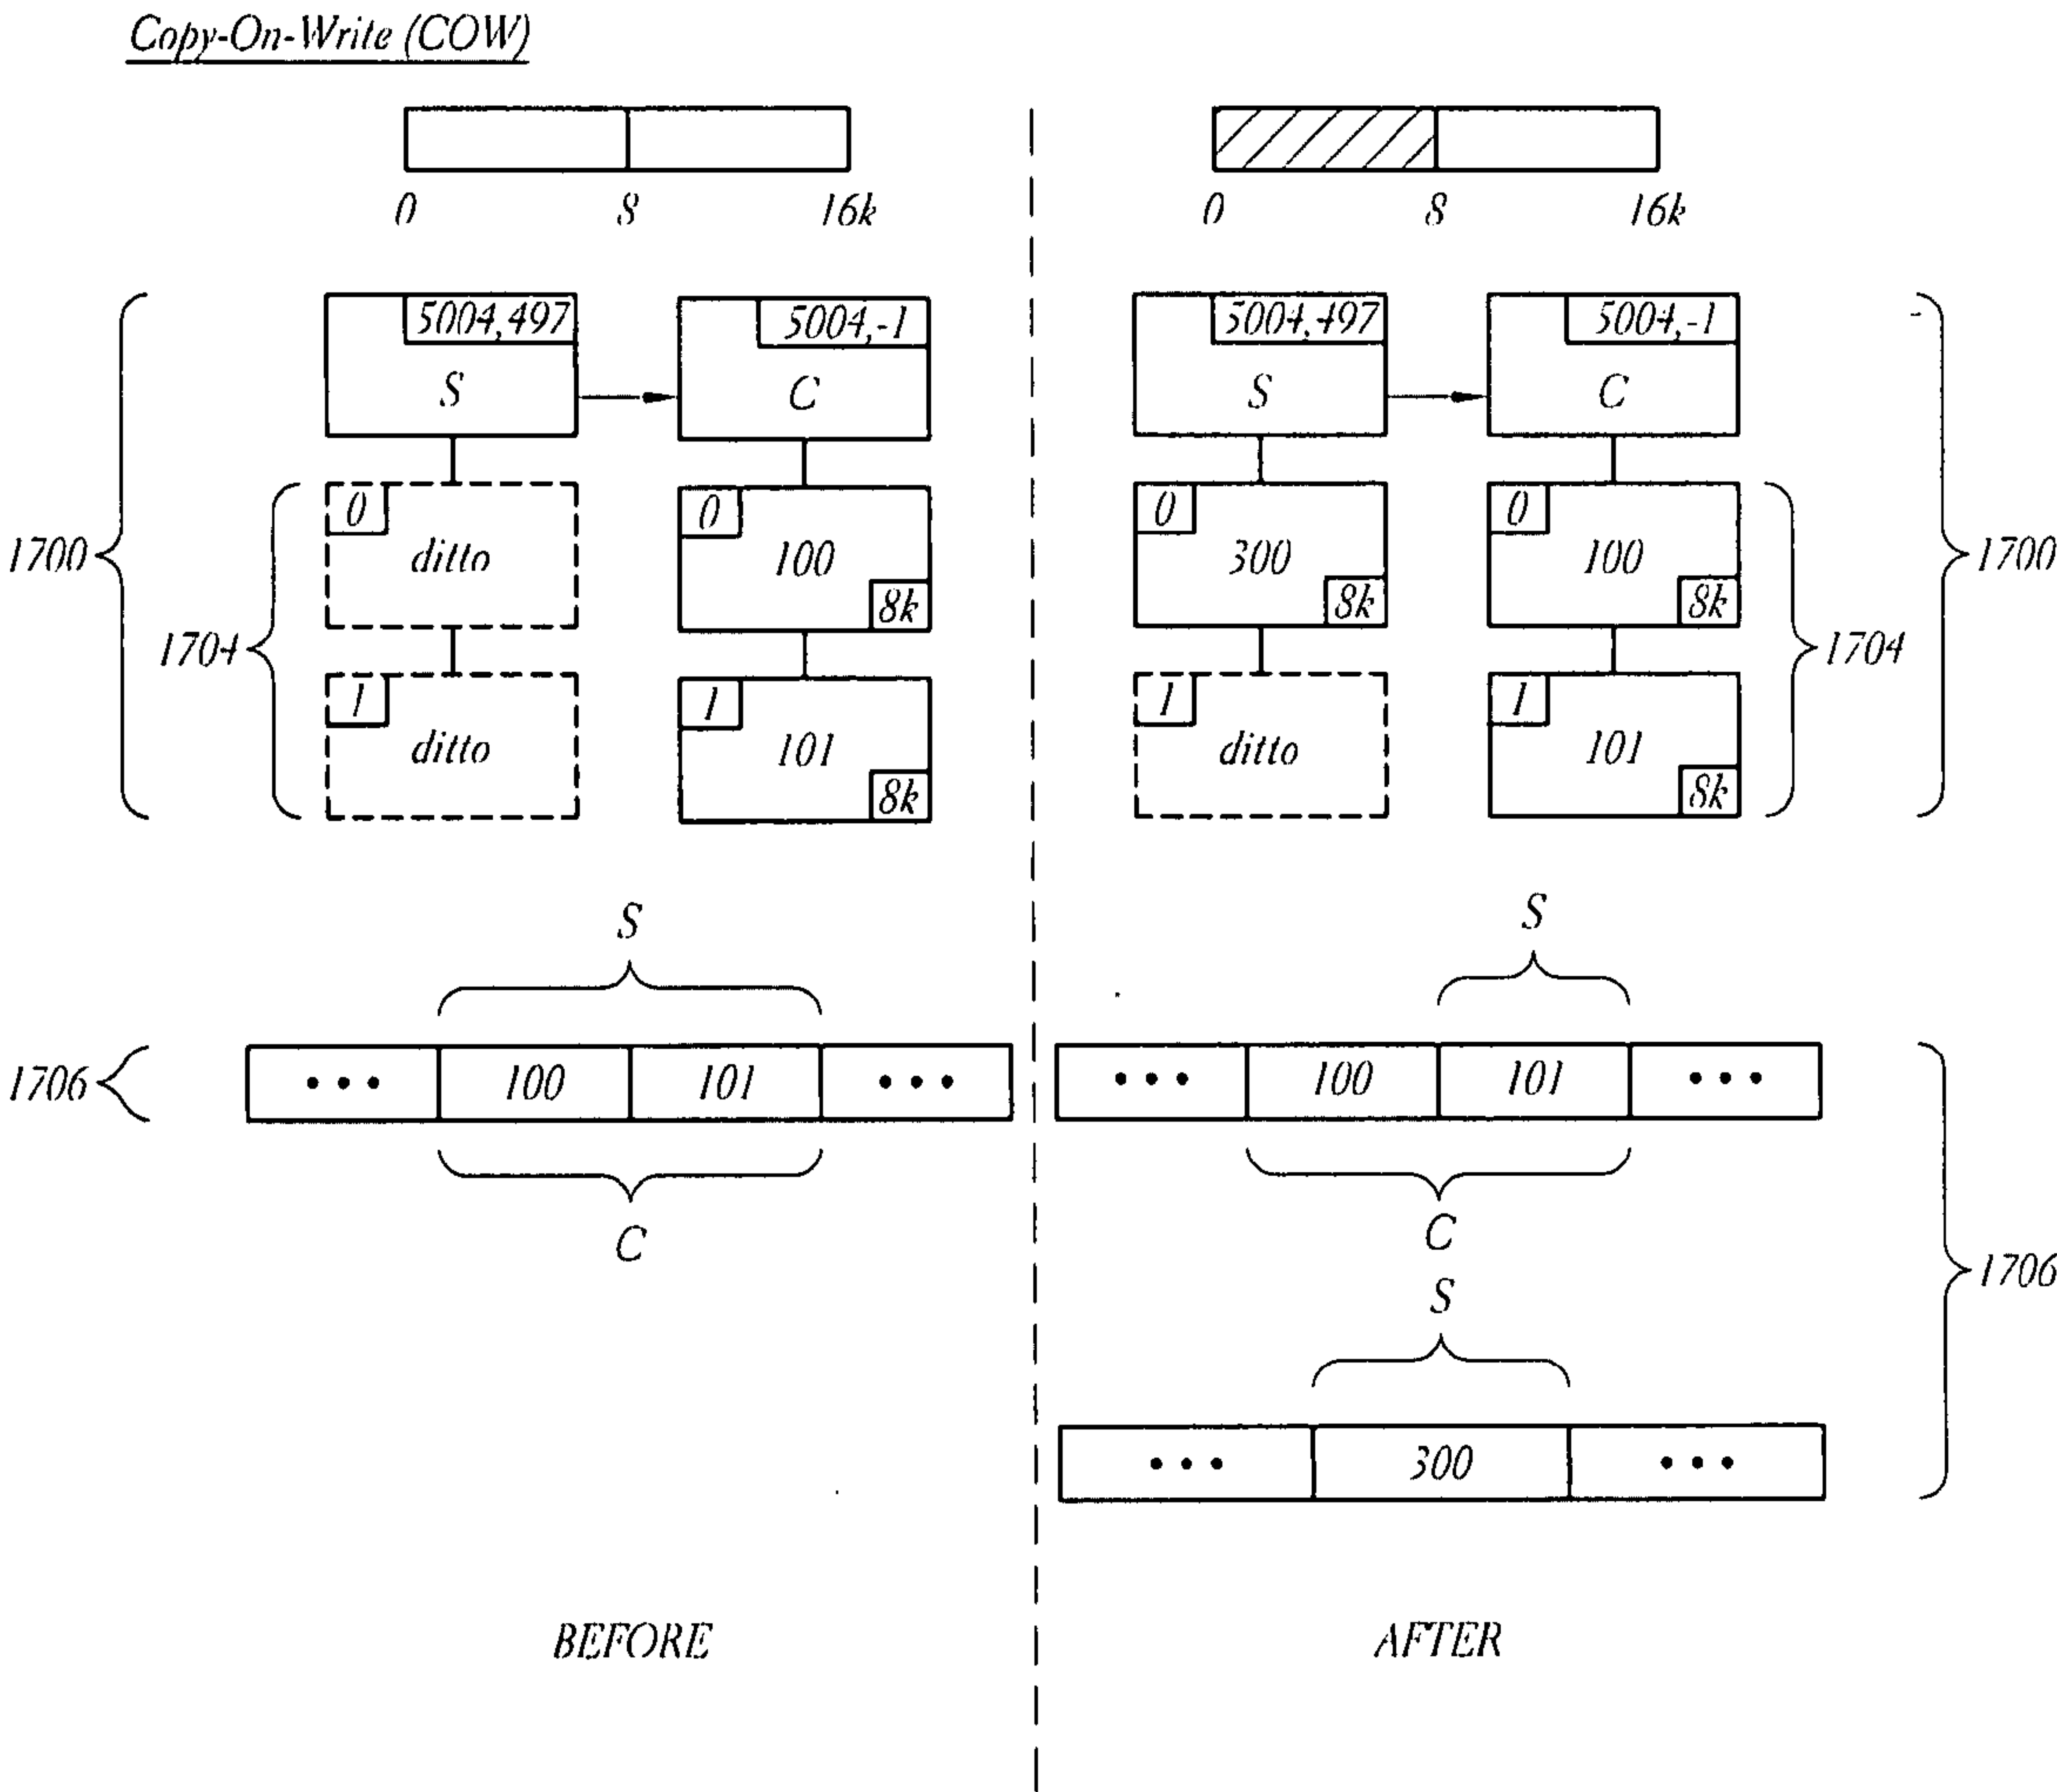 Copy-On-Write (COW)
0 8 16k 0 8 16k
5004,497 5004,-1 5004,497 5004,-1
S C S C
0 0 0 0
1700 ditto 100 300 100 1700
8k 8k 8k
1704 1704
1 1 1 1
ditto 101 ditto 101
8k 8k
S S
1706 ••• 100 101 ••• ••• 100 101 •••
C C
S
1706
••• 300 •••
BEFORE AFTER